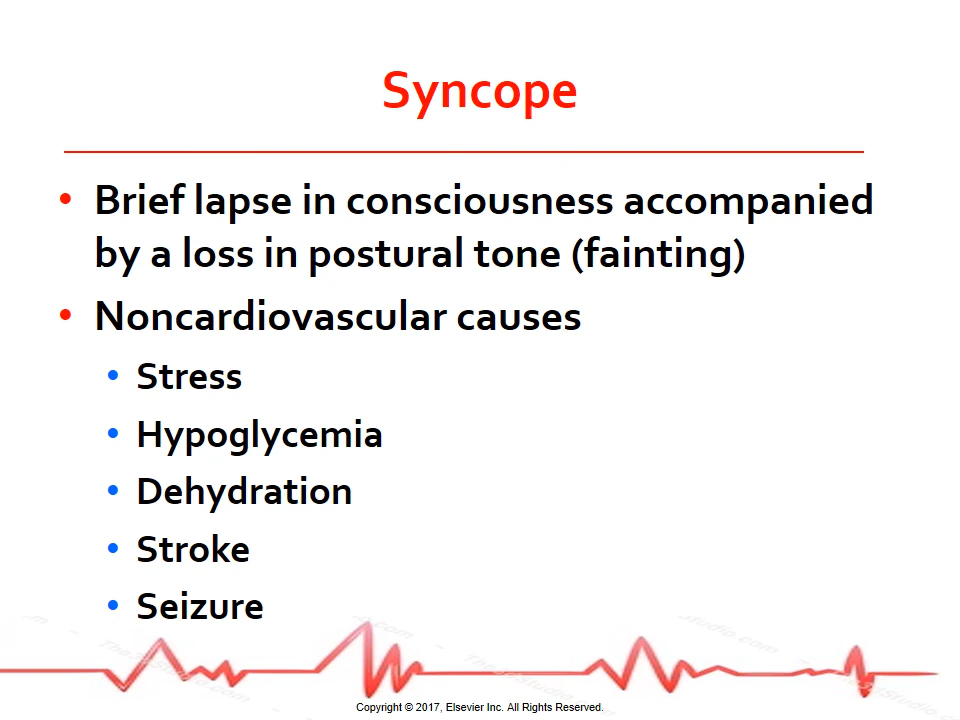 Syncope
• Brief lapse in consciousness accompanied
by a loss in postural tone (fainting)
• Noncardiovascular causes
• Stress
• Hypoglycemia
• Dehydration
• Stroke
• Seizure
Copyright © 2017, Elsevier Inc. All Rights Reserved.